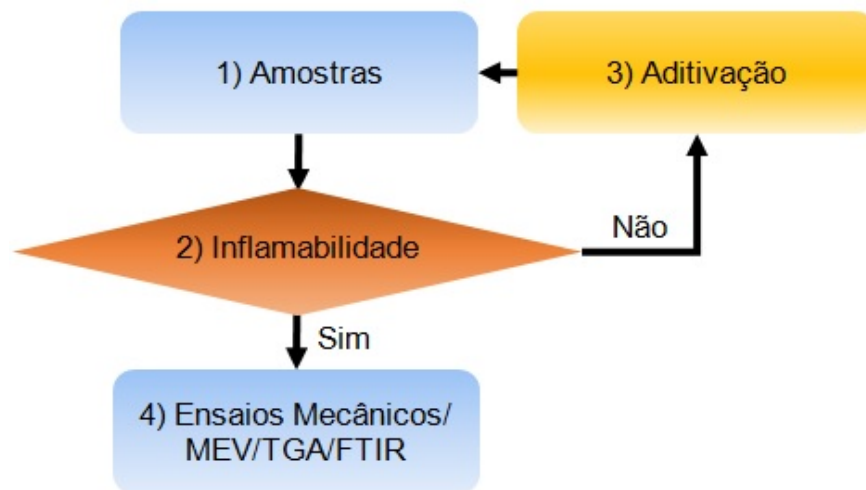 1) Amostras
3) Aditivação
2) Inflamabilidade
Não
Sim
4) Ensaios Mecânicos/
MEV/TGA/FTIR